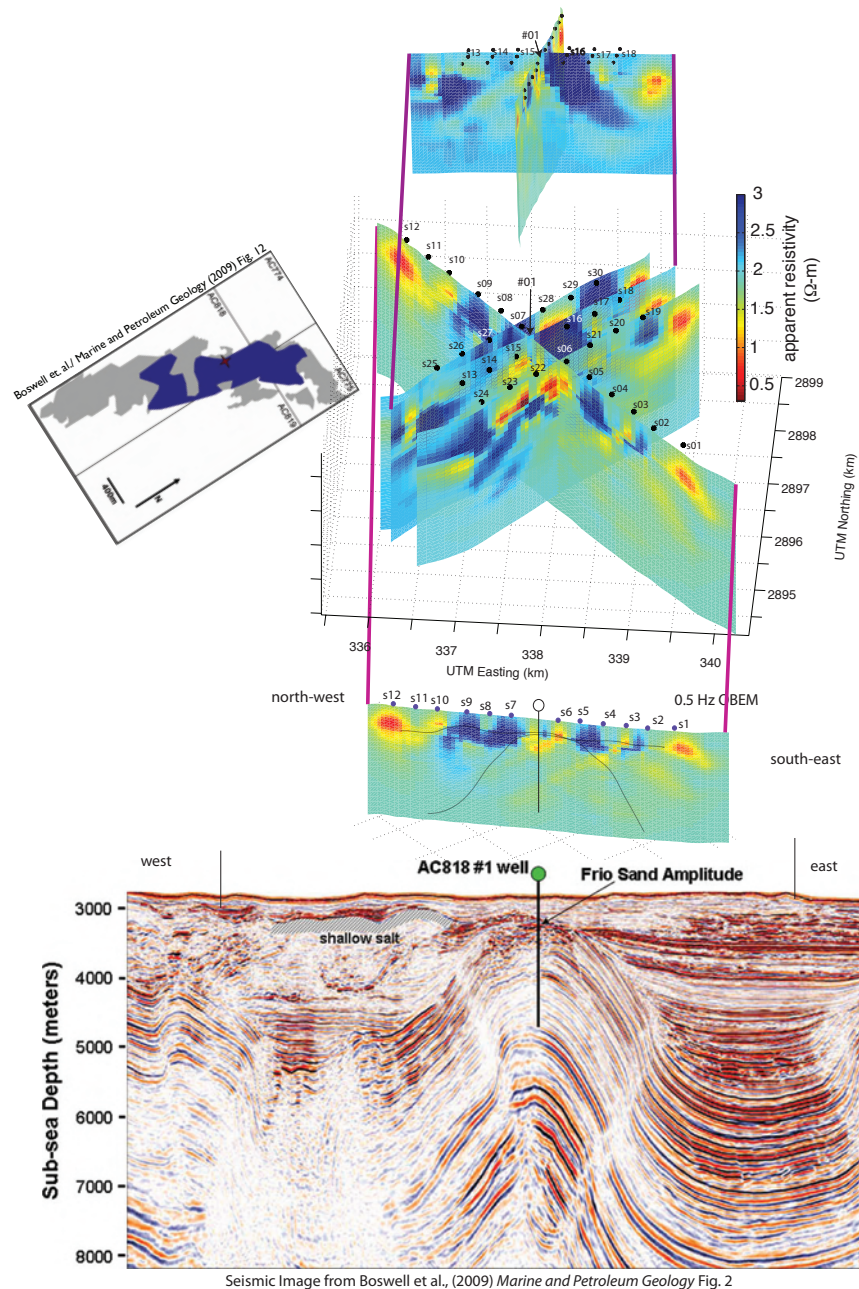 #01
s13
s14
s15
s16
s17
s18
3
2.5
2
1.5
1
0.5
apparent resistivity
(Ω-m)
Boswell et. al./ Marine and Petroleum Geology (2009) Fig. 12
AC774
AC818
AC775
AC819
400m
N
s12
s11
s10
s09
s08
s07
#01
s28
s29
s30
s27
s26
s25
s15
s14
s13
s16
s17
s18
s19
s20
s21
s22
s23
s24
s06
s05
s04
s03
s02
s01
2899
2898
2897
2896
2895
UTM Northing (km)
336
337
338
339
340
UTM Easting (km)
north-west
0.5 Hz OBEM
s12 s11 s10 s9 s8 s7 s6 s5 s4 s3 s2 s1
south-east
west
AC818 #1 well
east
Frio Sand Amplitude
shallow salt
3000
4000
5000
6000
7000
8000
Sub-sea Depth (meters)
Seismic Image from Boswell et al., (2009) Marine and Petroleum Geology Fig. 2